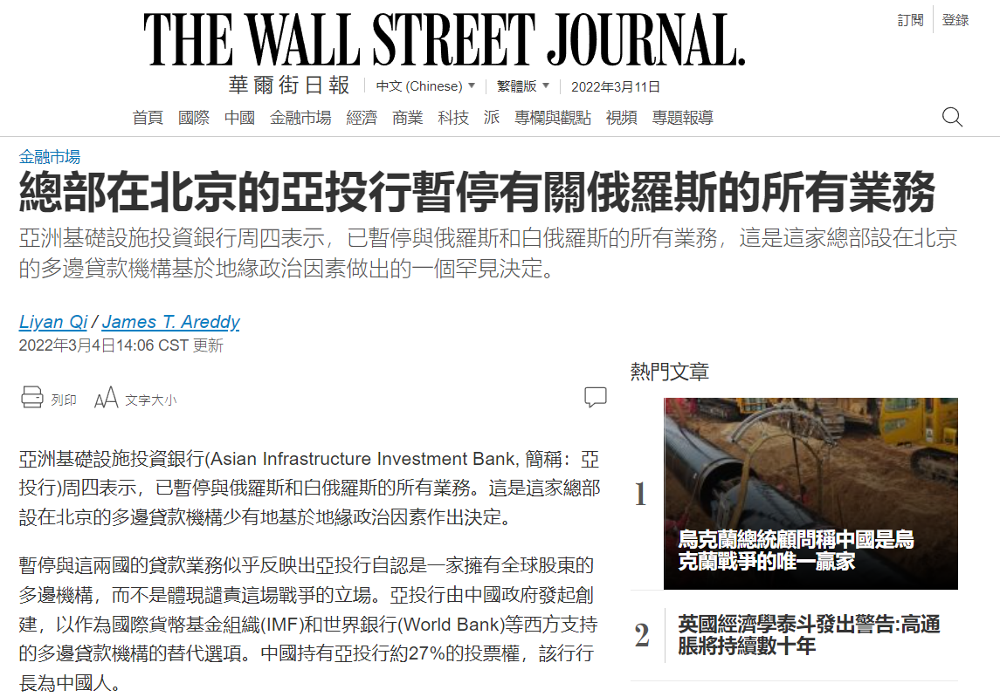 THE WALL STREET JOURNAL.
訂閱 登錄
華爾街日報 中文 (Chinese) 繁體版 2022年3月11日
首頁 國際 中國 金融市場 經濟 商業 科技 派 專欄與觀點 視頻 專題報導
金融市場
總部在北京的亞投行暫停有關俄羅斯的所有業務
亞洲基礎設施投資銀行周四表示，已暫停與俄羅斯和白俄羅斯的所有業務，這是這家總部設在北京
的多邊貸款機構基於地緣政治因素做出的一個罕見決定。
Liyan Qi / James T. Areddy
2022年3月4日14:06 CST 更新
列印 文字大小
亞洲基礎設施投資銀行(Asian Infrastructure Investment Bank, 簡稱：亞
投行)周四表示，已暫停與俄羅斯和白俄羅斯的所有業務。這是這家總部
設在北京的多邊貸款機構少有地基於地緣政治因素作出決定。
暫停與這兩國的貸款業務似乎反映出亞投行自認是一家擁有全球股東的
多邊機構，而不是體現譴責這場戰爭的立場。亞投行由中國政府發起創
建，以作為國際貨幣基金組織(IMF)和世界銀行(World Bank)等西方支持
的多邊貸款機構的替代選項。中國持有亞投行約27%的投票權，該行行
長為中國人。
熱門文章
1
烏克蘭總統顧問稱中國是烏
克蘭戰爭的唯一贏家
2
英國經濟學泰斗發出警告:高通
脹將持續數十年